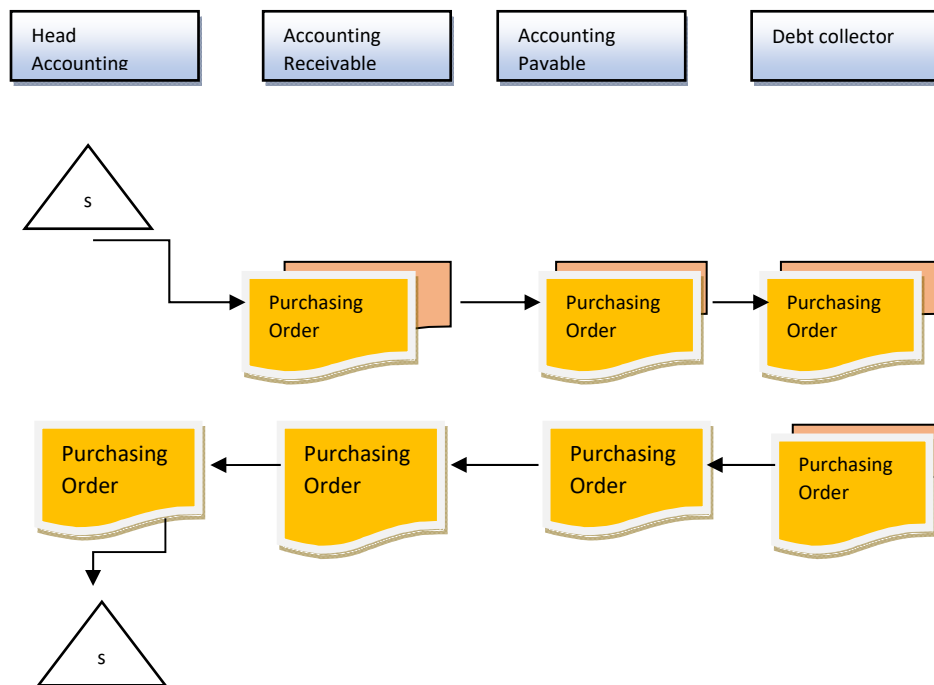 Head
Accounting
Accounting
Receivable
Accounting
Payable
Debt collector
s
Purchasing
Order
Purchasing
Order
Purchasing
Order
Purchasing
Order
Purchasing
Order
Purchasing
Order
Purchasing
Order
s